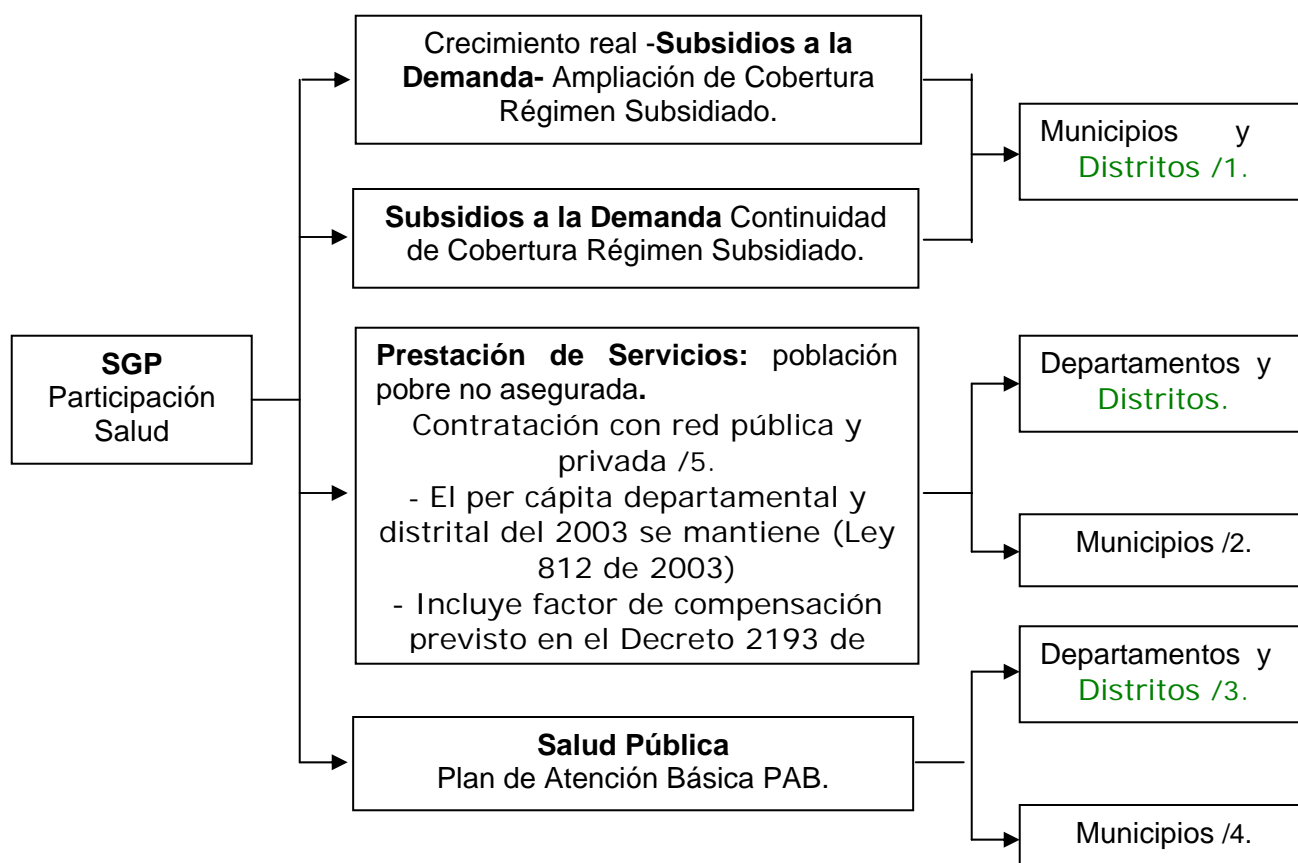 Crecimiento real -Subsidios a la
Demanda- Ampliación de Cobertura
Régimen Subsidiado.
Municipios y
Distritos /1.
Subsidios a la Demanda Continuidad
de Cobertura Régimen Subsidiado.
SGP
Participación
Salud
Prestación de Servicios: población
pobre no asegurada.
Contratación con red pública y
privada /5.
- El per cápita departamental y
distrital del 2003 se mantiene (Ley
812 de 2003)
- Incluye factor de compensación
previsto en el Decreto 2193 de
Departamentos y
Distritos.
Municipios /2.
Departamentos y
Distritos /3.
Salud Pública
Plan de Atención Básica PAB.
Municipios /4.